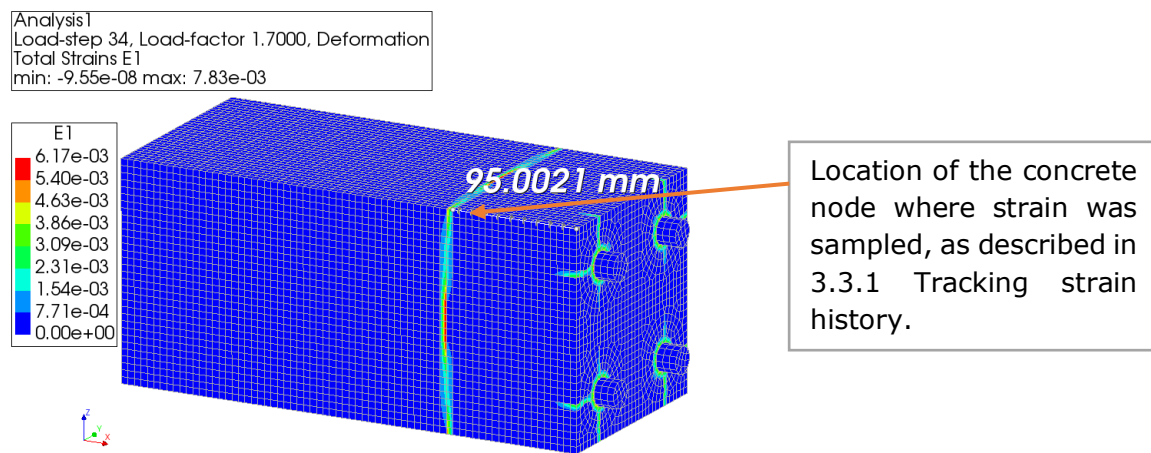 Analysis1
Load-step 34, Load-factor 1.7000, Deformation
Total Strains E1
min: -9.55e-08 max: 7.83e-03
E1
6.17e-03
5.40e-03
4.63e-03
3.86e-03
3.09e-03
2.31e-03
1.54e-03
7.71e-04
0.00e+00
95.0021 mm
Location of the concrete
node where strain was
sampled, as described in
3.3.1 Tracking strain
history.
Z
Y
X